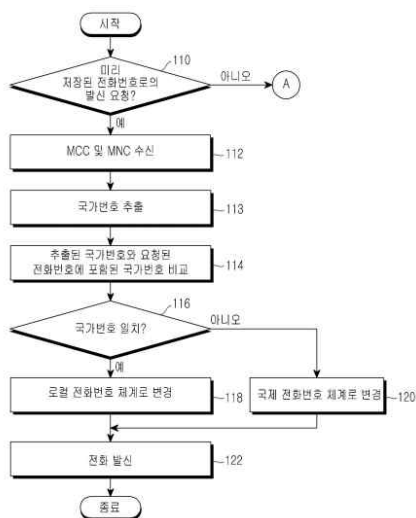 시작
미리
저장된 전화번호로의
발신 요청?
110
아니오
A
예
MCC 및 MNC 수신
112
국가번호 추출
113
추출된 국가번호와 요청된
전화번호에 포함된 국가번호 비교
114
116
국가번호 일치?
아니오
예
로컬 전화번호 체계로 변경
118
국제 전화번호 체계로 변경
120
전화 발신
122
종료